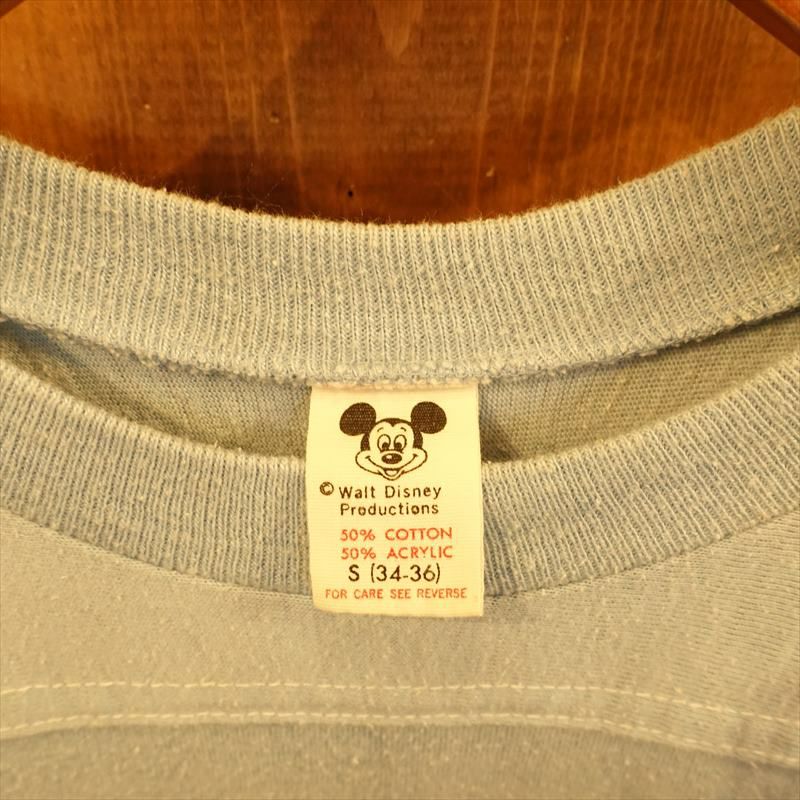 © Walt Disney
Productions
50% COTTON
50% ACRYLIC
S (34-36)
FOR CARE SEE REVERSE